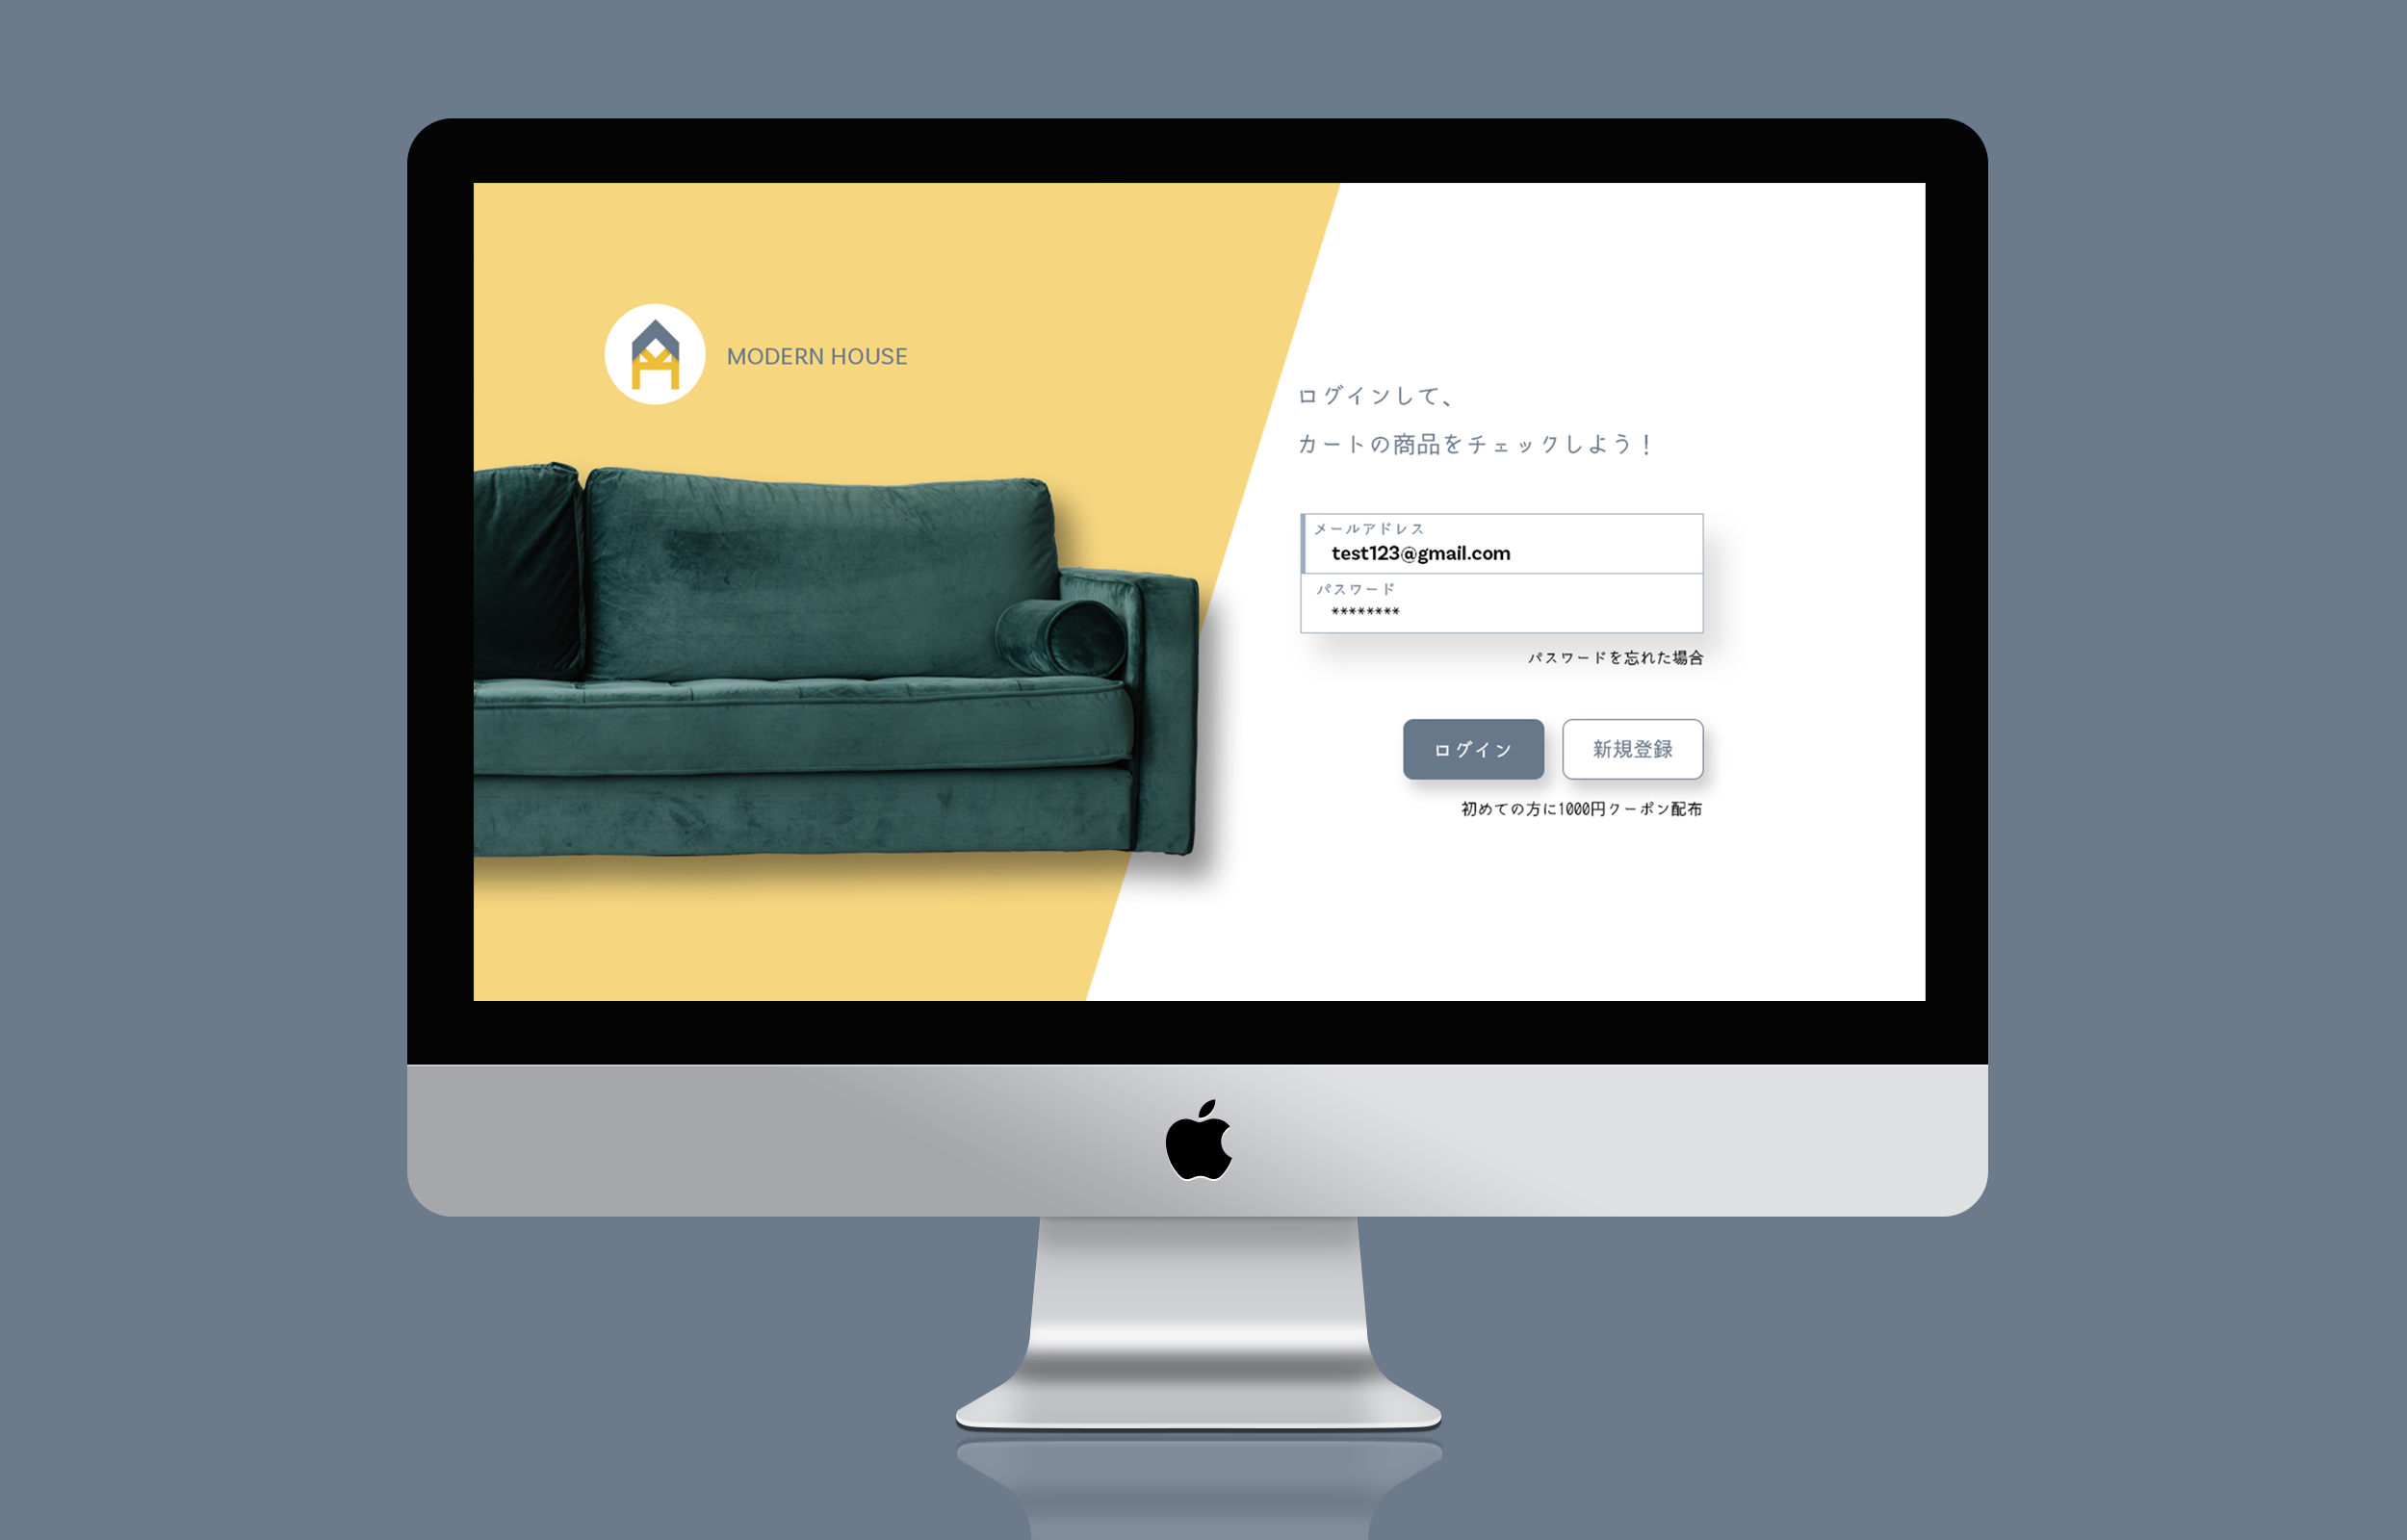 MODERN HOUSE
ログインして、
カートの商品をチェックしよう！
メールアドレス
test123@gmail.com
パスワード
********
パスワードを忘れた場合
ログイン
新規登録
初めての方に1000円クーポン配布